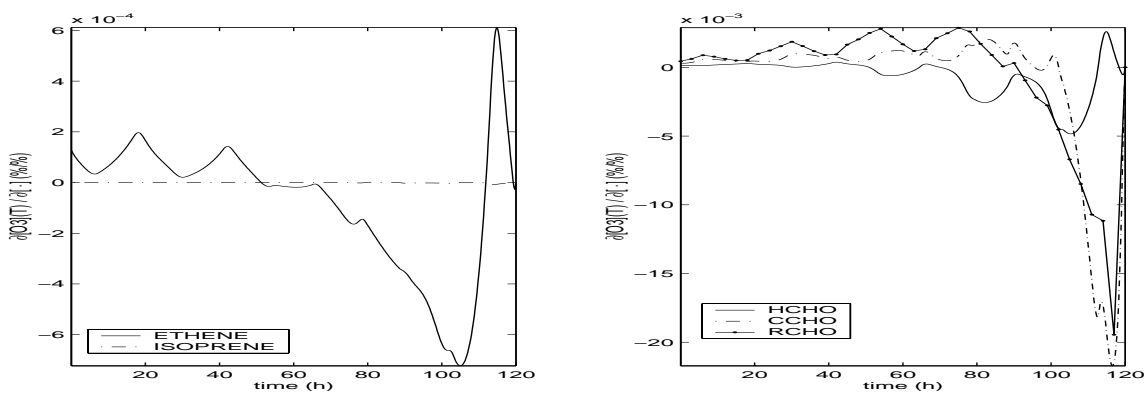 x 10⁻⁴
6
4
2
0
−2
−4
−6
∂[O3](T) / ∂[·] (%/%)
ETHENE
ISOPRENE
20 40 60 80 100 120
time (h)
x 10⁻³
0
−5
−10
−15
−20
∂[O3](T) / ∂[·] (%/%)
HCHO
CCHO
RCHO
0 20 40 60 80 100 120
time (h)